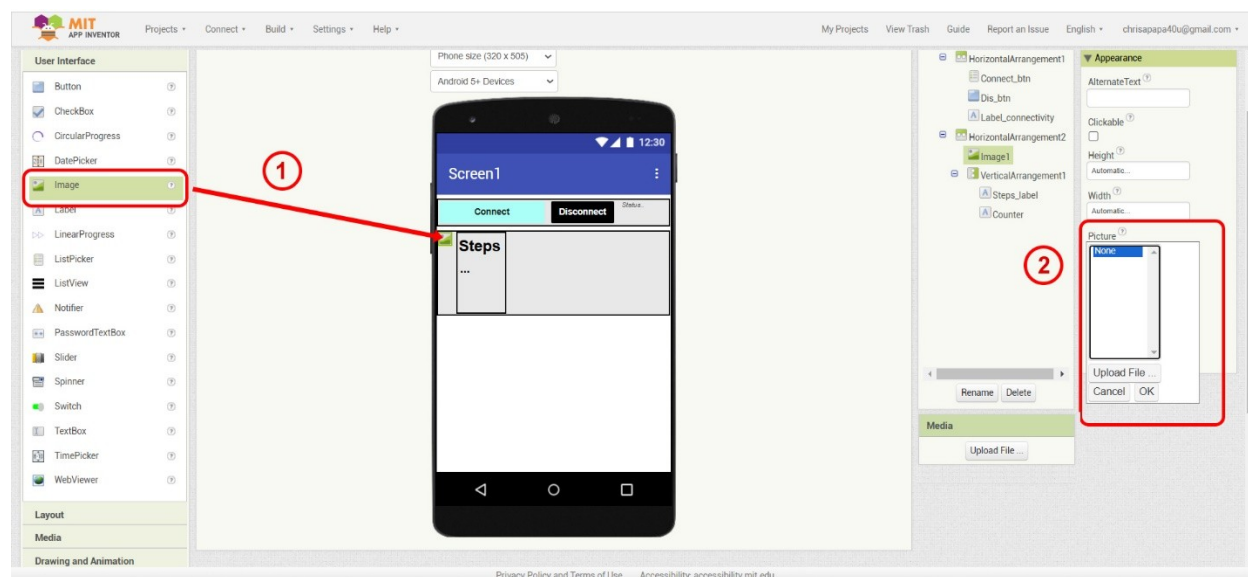 MIT
APP INVENTOR
Projects
Connect
Build
Settings
Help
My Projects
View Trash
Guide
Report an Issue
English
chrisapapa40u@gmail.com
User Interface
Button
CheckBox
CircularProgress
DatePicker
Image
Label
LinearProgress
ListPicker
ListView
Notifier
PasswordTextBox
Slider
Spinner
Switch
TextBox
TimePicker
WebViewer
Layout
Media
Drawing and Animation
1
Phone size (320 x 505)
Android 5+ Devices
12:30
Screen1
Connect
Disconnect
Status..
Steps
...
HorizontalArrangement1
Connect_btn
Dis_btn
Label_connectivity
HorizontalArrangement2
Image1
VerticalArrangement1
Steps_label
Counter
Rename
Delete
Media
Upload File ...
2
Appearance
AlternateText
Clickable
Height
Automatic...
Width
Automatic...
Picture
None
Upload File ...
Cancel
OK
Privacy Policy and Terms of Use
Accessibility: accessibility.mit.edu